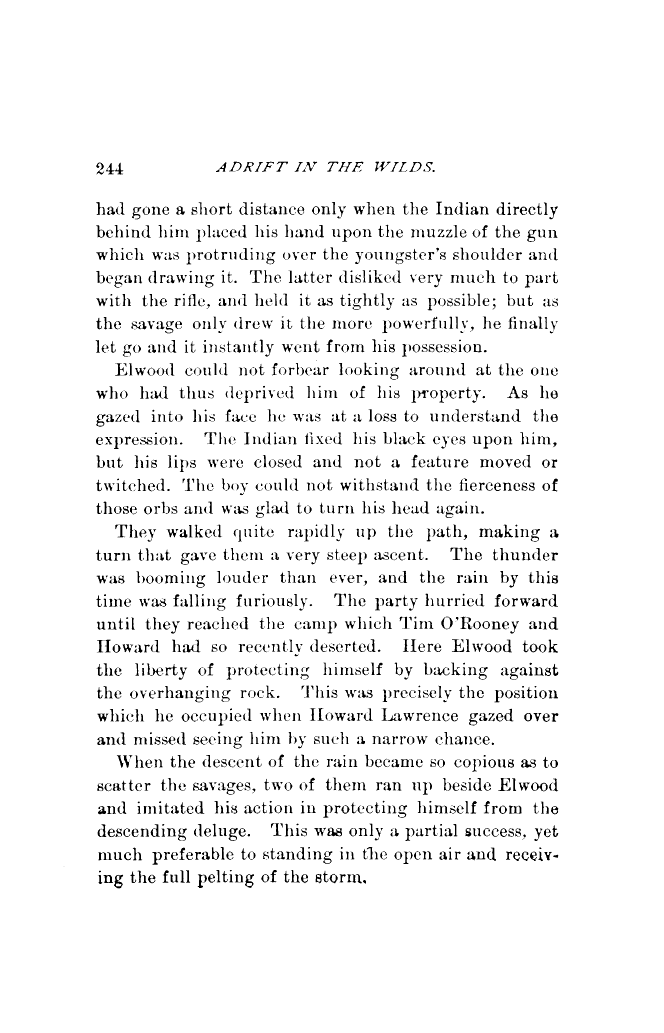 244 ADRIFT IN THE WILDS.
had gone a short distance only when the Indian directly
behind him placed his hand upon the muzzle of the gun
which was protruding over the youngster's shoulder and
began drawing it. The latter disliked very much to part
with the rifle, and held it as tightly as possible; but as
the savage only drew it the more powerfully, he finally
let go and it instantly went from his possession.
Elwood could not forbear looking around at the one
who had thus deprived him of his property. As he
gazed into his face he was at a loss to understand the
expression. The Indian fixed his black eyes upon him,
but his lips were closed and not a feature moved or
twitched. The boy could not withstand the fierceness of
those orbs and was glad to turn his head again.
They walked quite rapidly up the path, making a
turn that gave them a very steep ascent. The thunder
was booming louder than ever, and the rain by this
time was falling furiously. The party hurried forward
until they reached the camp which Tim O'Rooney and
Howard had so recently deserted. Here Elwood took
the liberty of protecting himself by backing against
the overhanging rock. This was precisely the position
which he occupied when Howard Lawrence gazed over
and missed seeing him by such a narrow chance.
When the descent of the rain became so copious as to
scatter the savages, two of them ran up beside Elwood
and imitated his action in protecting himself from the
descending deluge. This was only a partial success, yet
much preferable to standing in the open air and receiv-
ing the full pelting of the storm.